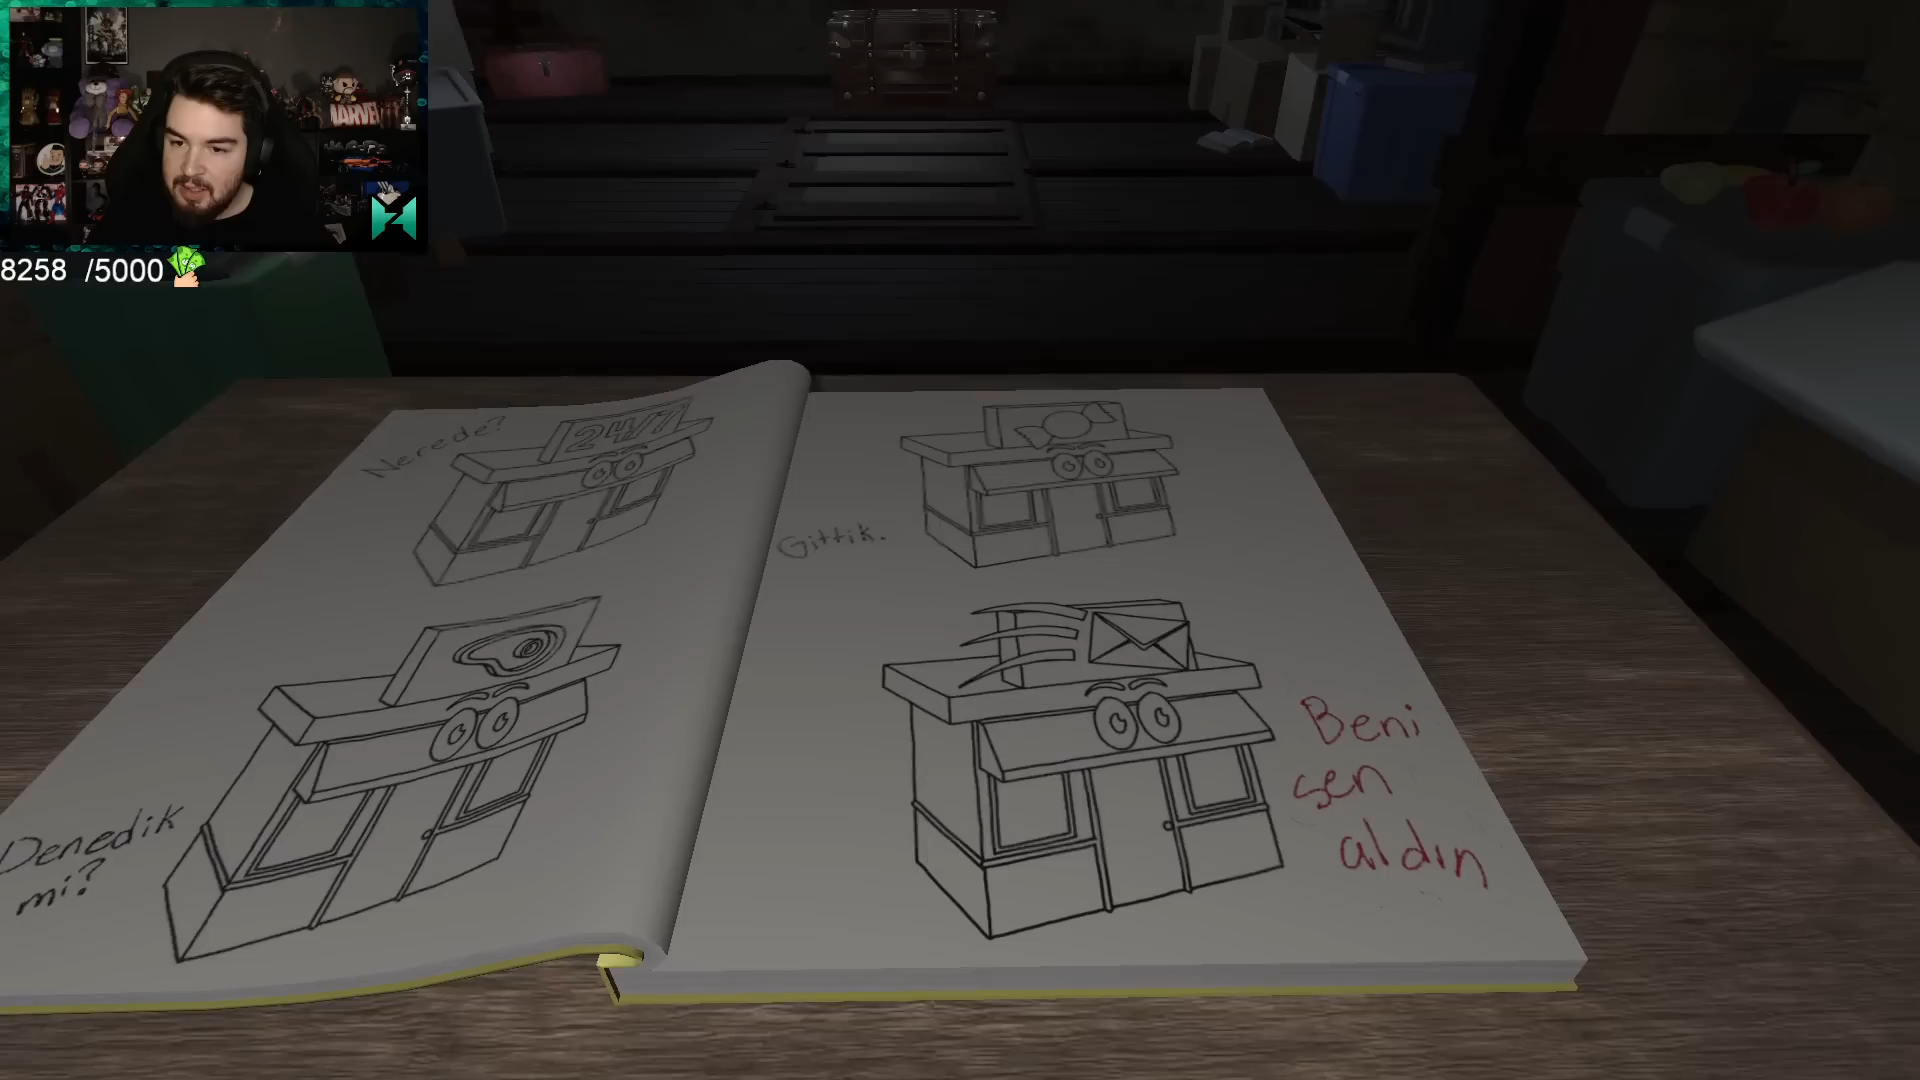 MARVEL
8258 /5000
Nerede?
24/7
Denedik
mi?
Gittik.
Beni
sen
aldın